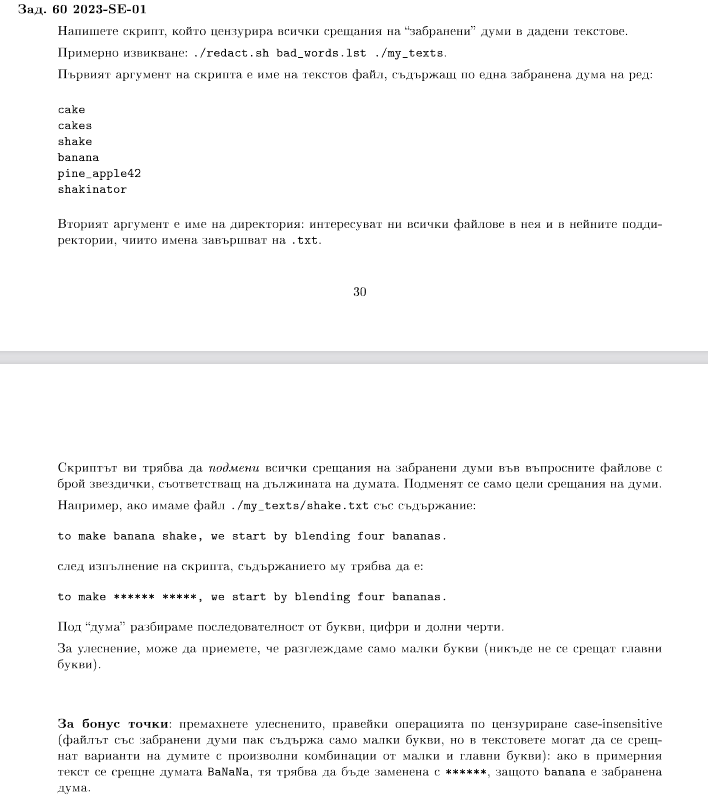 Зад. 60 2023-SE-01
Напишете скрипт, който цензурира всички срещания на “забранени” думи в дадени текстове.
Примерно извикване: ./redact.sh bad_words.lst ./my_texts.
Първият аргумент на скрипта е име на текстов файл, съдържащ по една забранена дума на ред:
cake
cakes
shake
banana
pine_apple42
shakinator
Вторият аргумент е име на директория: интересуват ни всички файлове в нея и в нейните подди-
ректории, чиито имена завършват на .txt.
30
Скриптът ви трябва да подмени всички срещания на забранени думи във въпросните файлове с
брой звездички, съответстващ на дължината на думата. Подменят се само цели срещания на думи.
Например, ако имаме файл ./my_texts/shake.txt със съдържание:
to make banana shake, we start by blending four bananas.
след изпълнение на скрипта, съдържанието му трябва да е:
to make ****** *****, we start by blending four bananas.
Под “дума” разбираме последователност от букви, цифри и долни черти.
За улеснение, може да приемете, че разглеждаме само малки букви (никъде не се срещат главни
букви).
За бонус точки: премахнете улеснението, правейки операцията по цензуриране case-insensitive
(файлът със забранени думи пак съдържа само малки букви, но в текстовете могат да се срещ-
нат варианти на думите с произволни комбинации от малки и главни букви): ако в примерния
текст се срещне думата BaNaNa, тя трябва да бъде заменена с ******, защото banana е забранена
дума.